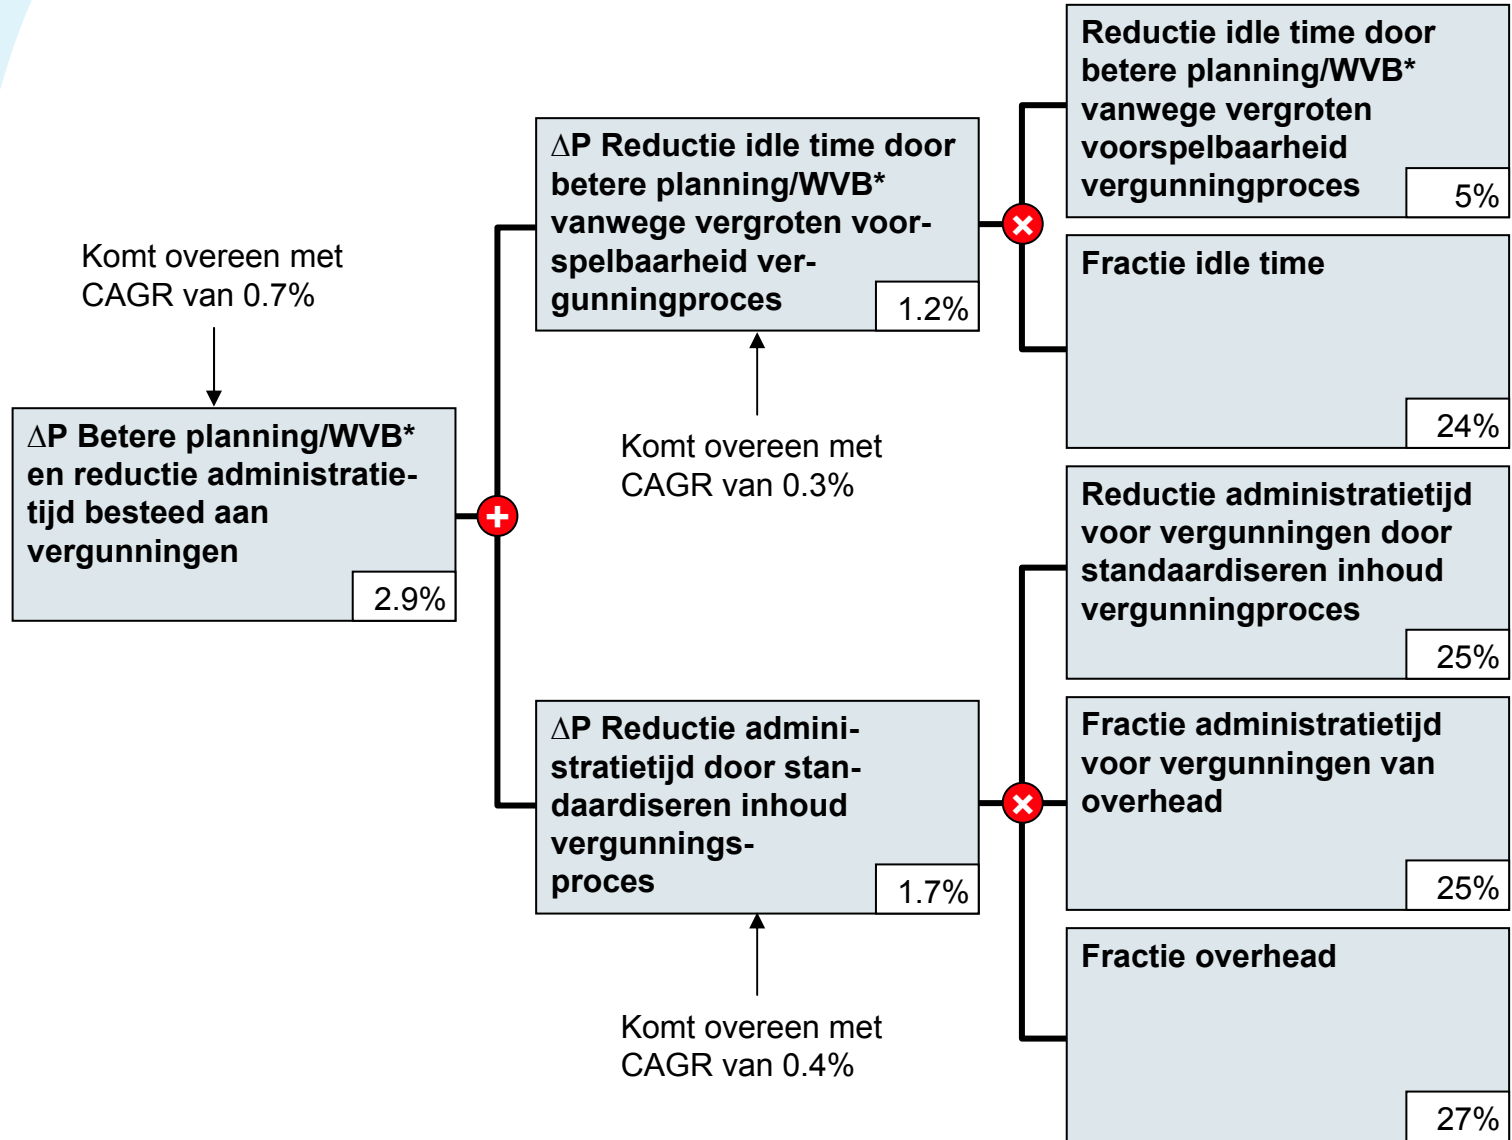 Komt overeen met
CAGR van 0.7%
∆P Betere planning/WVB*
en reductie administratie-
tijd besteed aan
vergunningen
2.9%
∆P Reductie idle time door
betere planning/WVB*
vanwege vergroten voor-
spelbaarheid ver-
gunningproces
1.2%
Komt overeen met
CAGR van 0.3%
∆P Reductie admini-
stratietijd door stan-
daardiseren inhoud
vergunnings-
proces
1.7%
Komt overeen met
CAGR van 0.4%
Reductie idle time door
betere planning/WVB*
vanwege vergroten
voorspelbaarheid
vergunningproces
5%
Fractie idle time
24%
Reductie administratietijd
voor vergunningen door
standaardiseren inhoud
vergunningproces
25%
Fractie administratietijd
voor vergunningen van
overhead
25%
Fractie overhead
27%